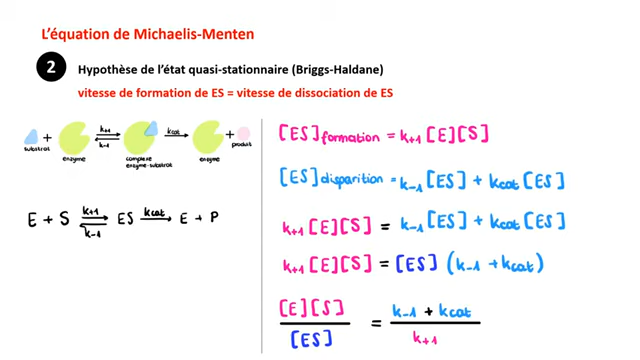 L'équation de Michaelis-Menten
2 Hypothèse de l'état quasi-stationnaire (Briggs-Haldane)
vitesse de formation de ES = vitesse de dissociation de ES
+ k+1 k-1 kcat +
substrat enzyme complexe enzyme-substrat enzyme produit
E + S k+1 k-1 ES kcat E + P
[ES] formation = k+1 [E][S]
[ES] disparition = k-1 [ES] + kcat [ES]
k+1 [E][S] = k-1 [ES] + kcat [ES]
k+1 [E][S] = [ES] (k-1 + kcat)
[E][S] = k-1 + kcat
[ES] k+1